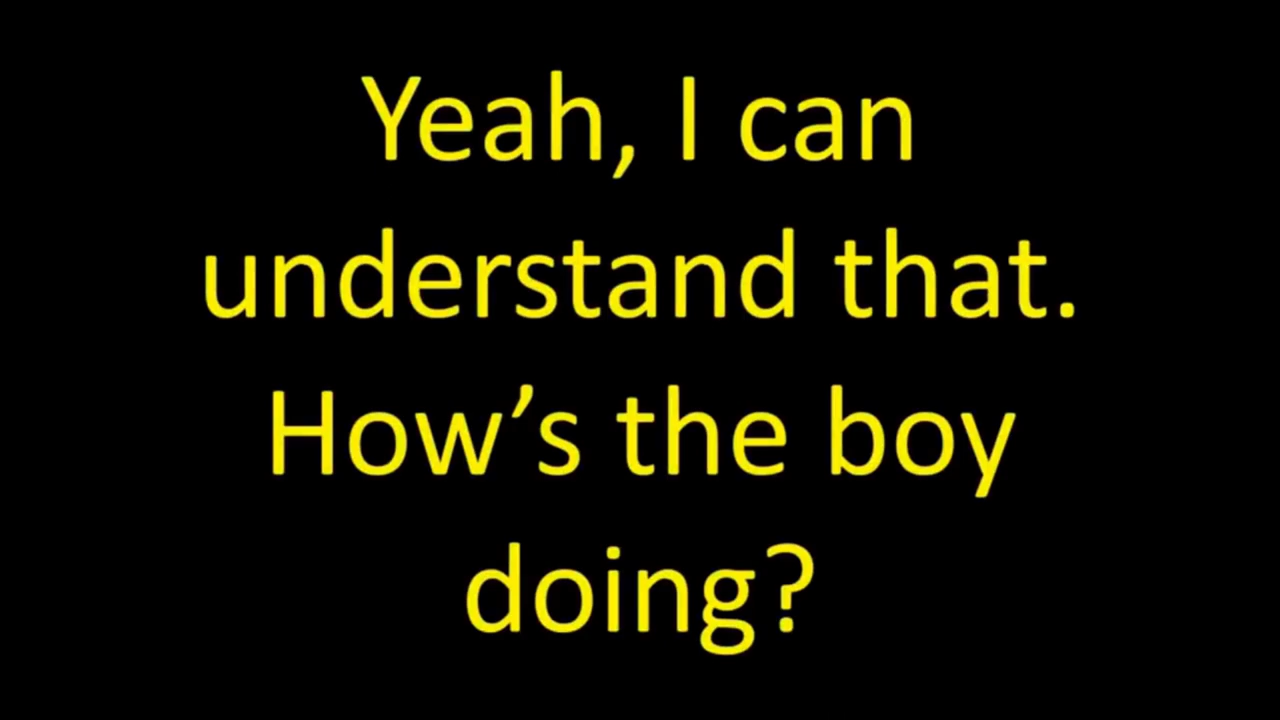 Yeah, I can
understand that.
How’s the boy
doing?